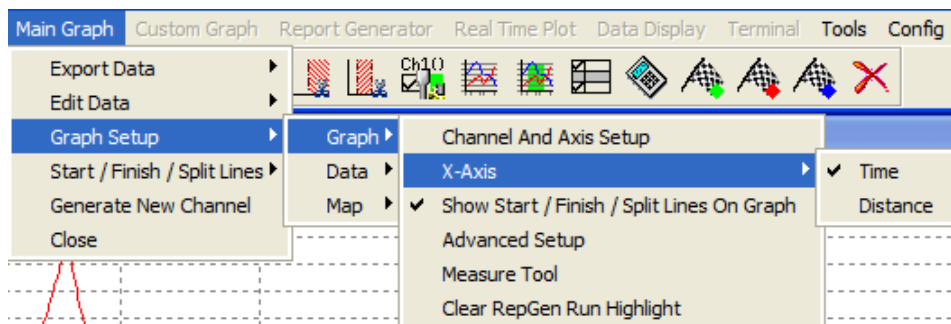 Main Graph Custom Graph Report Generator Real Time Plot Data Display Terminal Tools Config
Export Data
Ch1()
Edit Data
Graph Setup Graph Channel And Axis Setup
Start / Finish / Split Lines Data X-Axis Time
Generate New Channel Map Show Start / Finish / Split Lines On Graph Distance
Close Advanced Setup
Measure Tool
Clear RepGen Run Highlight